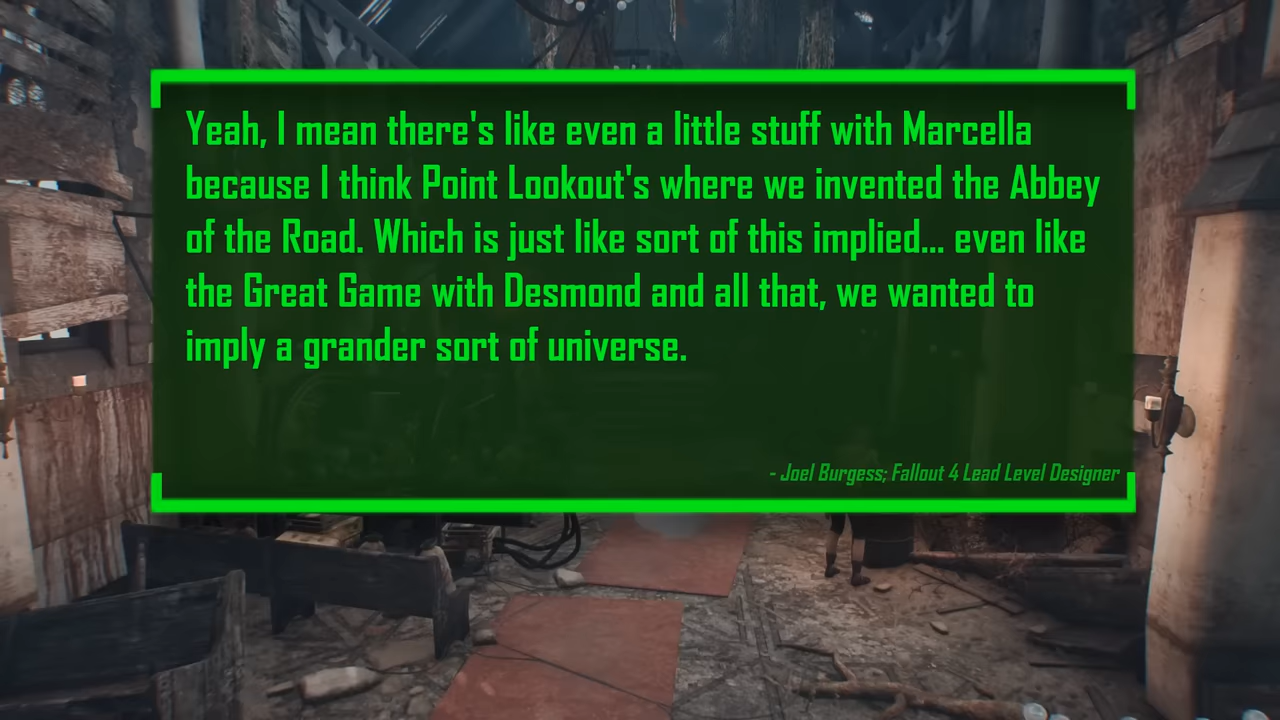 Yeah, I mean there's like even a little stuff with Marcella
because I think Point Lookout's where we invented the Abbey
of the Road. Which is just like sort of this implied... even like
the Great Game with Desmond and all that, we wanted to
imply a grander sort of universe.
- Joel Burgess; Fallout 4 Lead Level Designer